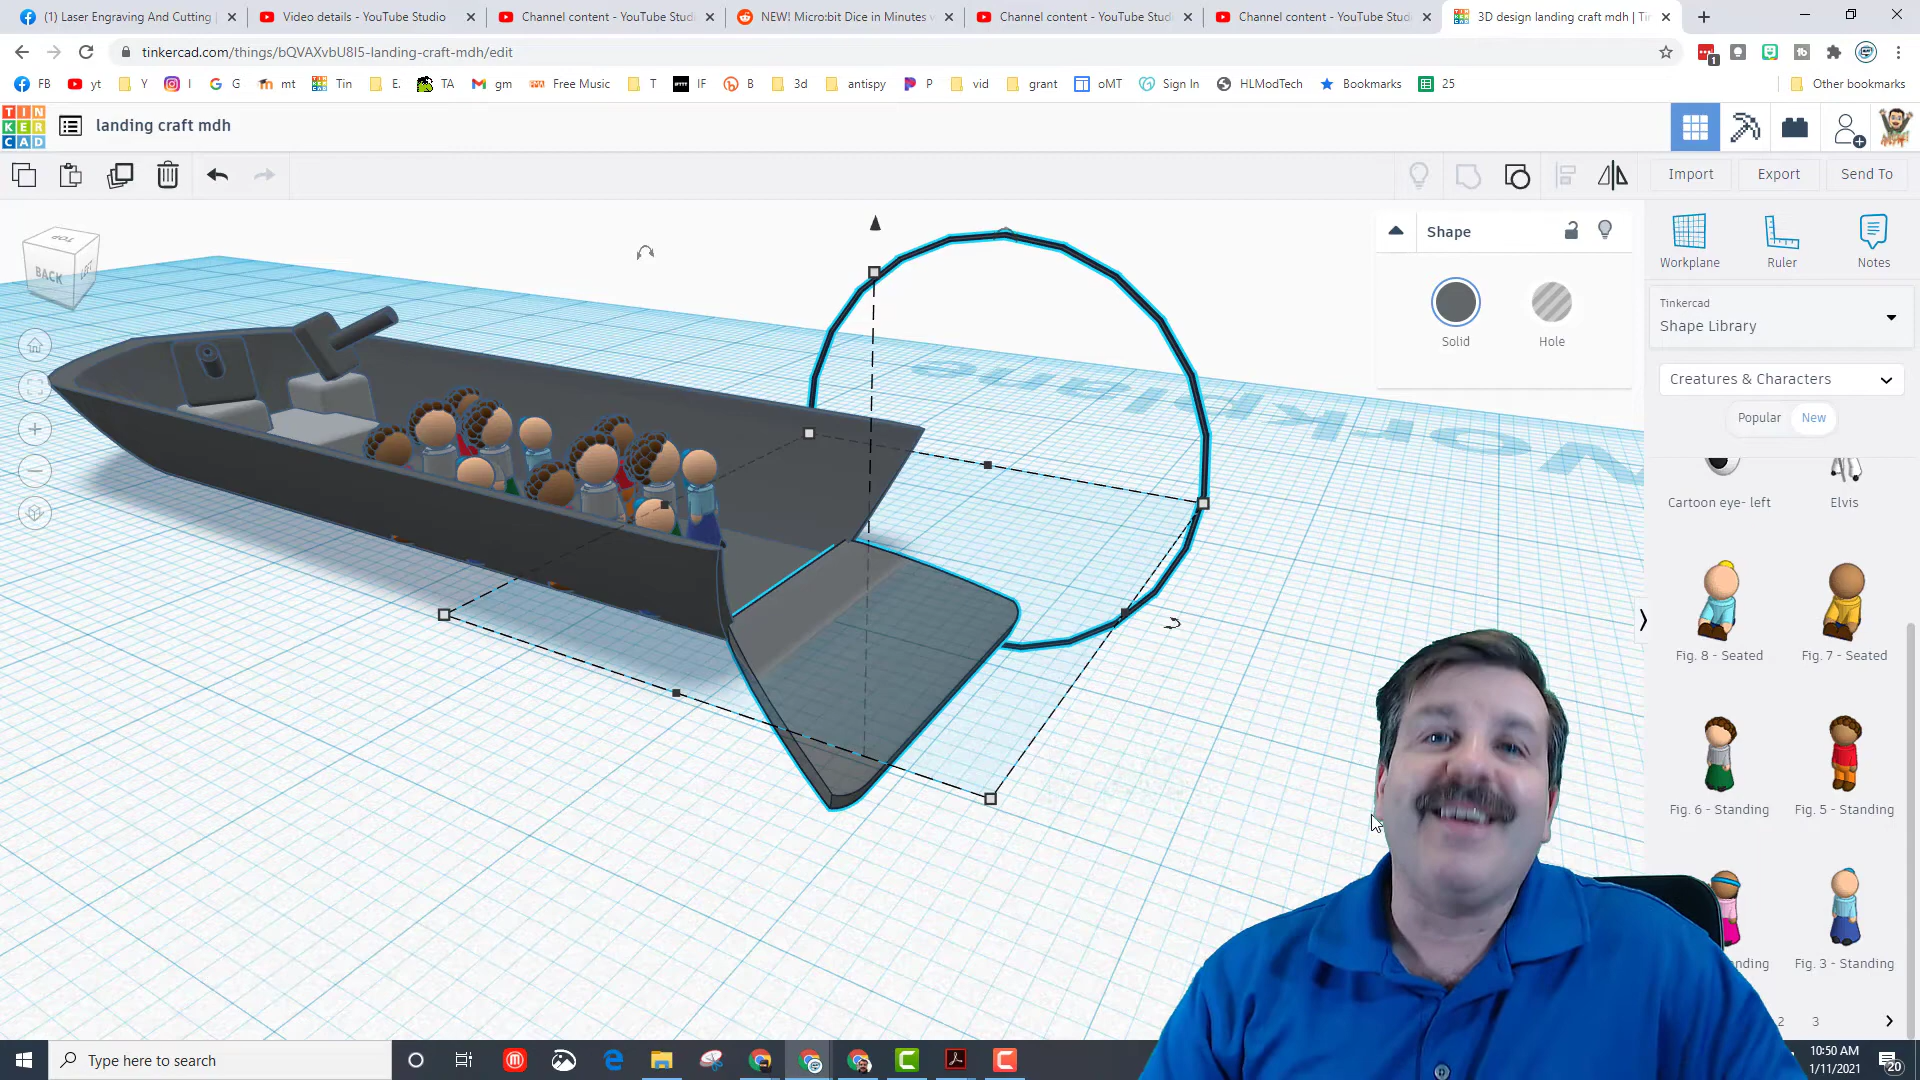 (1) Laser Engraving And Cutting
Video details - YouTube Studio
Channel content - YouTube Stud
NEW! Micro:bit Dice in Minutes v
Channel content - YouTube Stud
Channel content - YouTube Stud
3D design landing craft mdh | Tin
tinkercad.com/things/bQVAXvbU8I5-landing-craft-mdh/edit
1
FB yt Y I G mt Tin E. TA gm Free Music T IF B 3d antispy P vid grant oMT Sign In HLModTech Bookmarks 25 Other bookmarks
TIN
KER
CAD
landing craft mdh
Import Export Send To
TOP
BACK
LEFT
Shape
Solid Hole
Workplane Ruler Notes
Tinkercad
Shape Library
Creatures & Characters
Popular New
Workplane
Cartoon eye- left Elvis
Fig. 8 - Seated Fig. 7 - Seated
Fig. 6 - Standing Fig. 5 - Standing
nding Fig. 3 - Standing
2 3
Type here to search
10:50 AM
1/11/2021
20